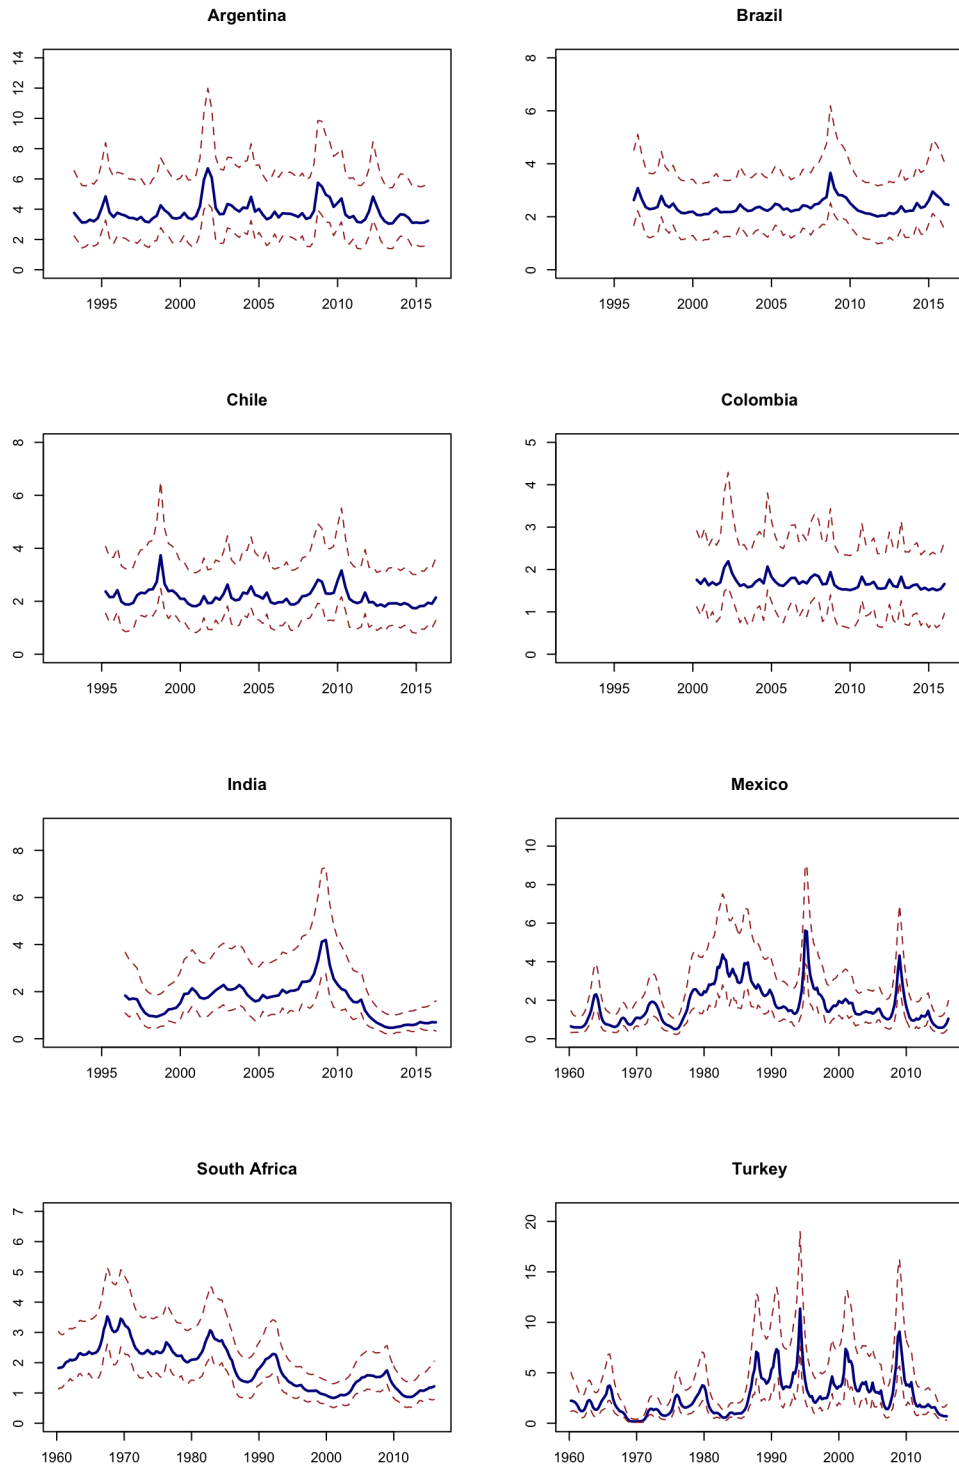 Argentina
0 2 4 6 8 10 12 14
1995 2000 2005 2010 2015
Brazil
0 2 4 6 8
1995 2000 2005 2010 2015
Chile
0 2 4 6 8
1995 2000 2005 2010 2015
Colombia
0 1 2 3 4 5
1995 2000 2005 2010 2015
India
0 2 4 6 8
1995 2000 2005 2010 2015
Mexico
0 2 4 6 8 10
1960 1970 1980 1990 2000 2010
South Africa
0 1 2 3 4 5 6 7
1960 1970 1980 1990 2000 2010
Turkey
0 5 10 15 20
1960 1970 1980 1990 2000 2010